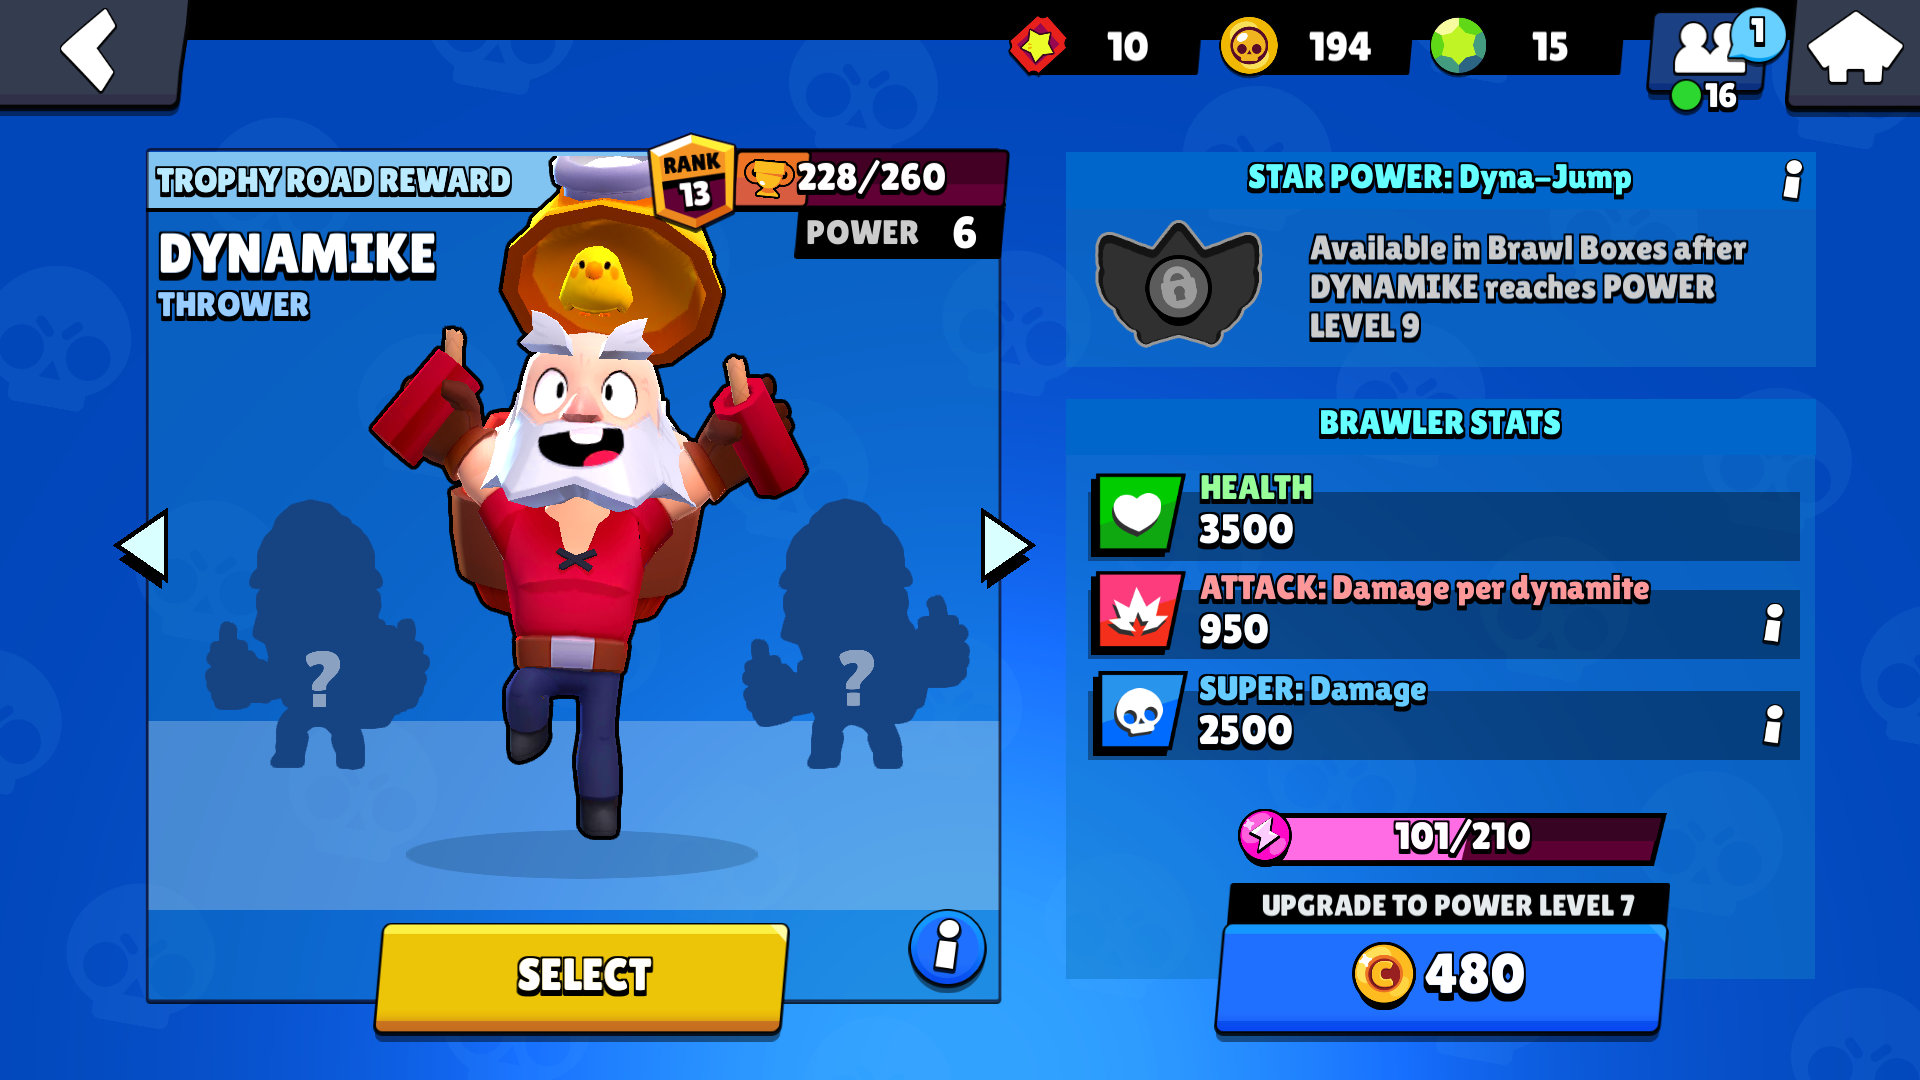 10
194
15
1
16
TROPHY ROAD REWARD
RANK
13
228/260
POWER 6
DYNAMIKE
THROWER
?
?
SELECT
STAR POWER: Dyna-Jump
Available in Brawl Boxes after
DYNAMIKE reaches POWER
LEVEL 9
BRAWLER STATS
HEALTH
3500
ATTACK: Damage per dynamite
950
SUPER: Damage
2500
101/210
UPGRADE TO POWER LEVEL 7
C 480